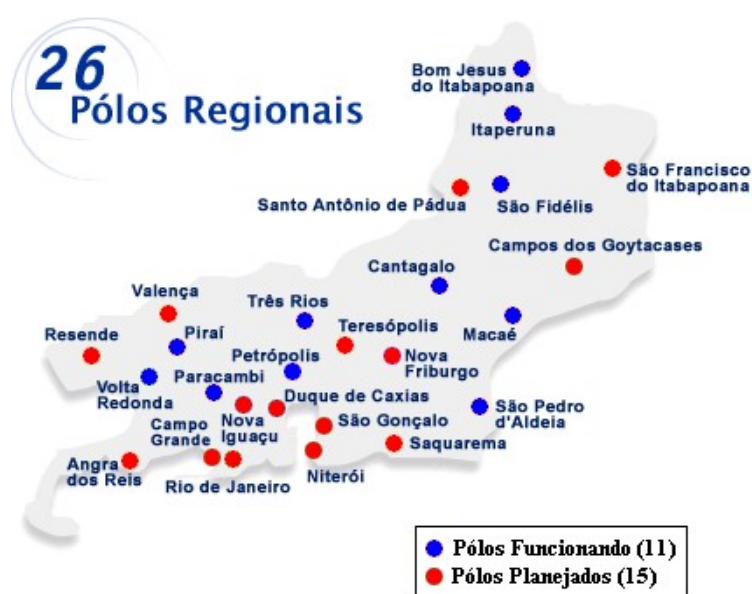 26
Pólos Regionais
Bom Jesus
do Itabapoana
Itaperuna
São Francisco
do Itabapoana
Santo Antônio de Pádua
São Fidélis
Campos dos Goytacases
Cantagalo
Valença
Três Rios
Resende
Piraí
Teresópolis
Macaé
Petrópolis
Nova
Friburgo
Volta
Redonda
Paracambi
Duque de Caxias
São Pedro
d'Aldeia
Campo
Grande
Nova
Iguaçu
São Gonçalo
Saquarema
Angra
dos Reis
Rio de Janeiro
Niterói
Pólos Funcionando (11)
Pólos Planejados (15)